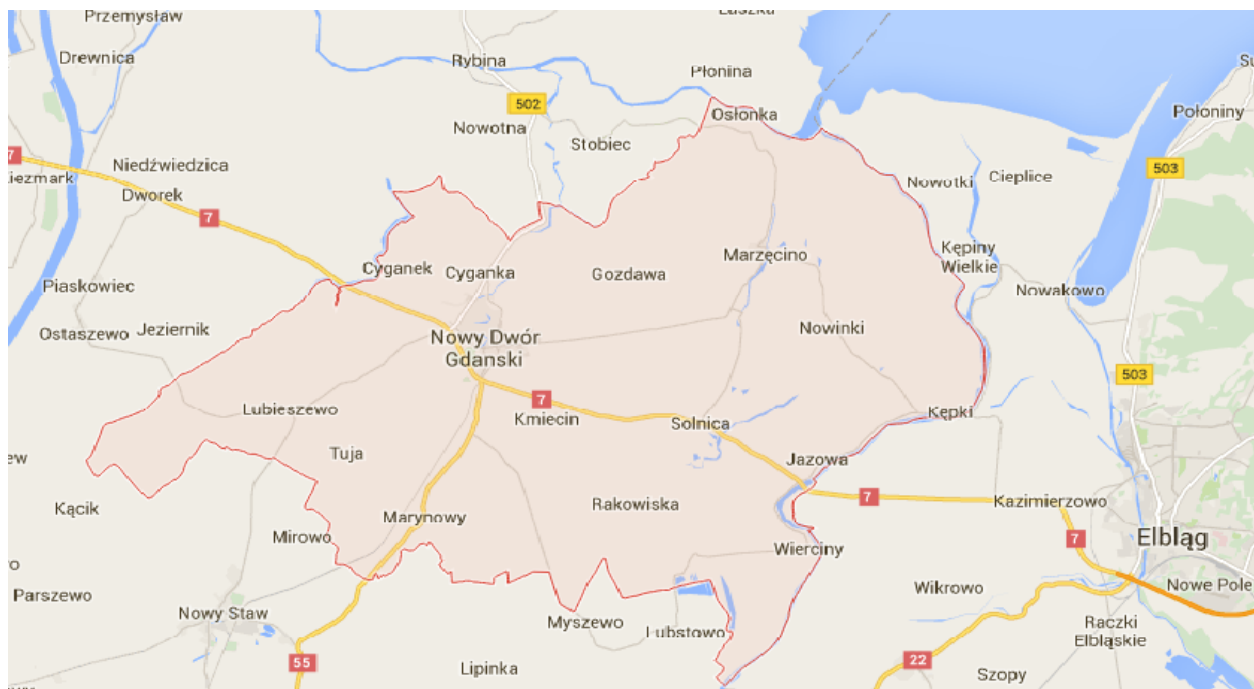 Przemysław
Drewnica
Rybina
Płonina
502
Osłonka
Połoniny
Nowotna
Stobiec
7
Niedźwiedzica
503
Dworek
Nowotki
Cieplice
7
Cyganek
Cyganka
Gozdawa
Marzęcino
Kępiny
Wielkie
Piaskowiec
Nowakowo
Ostaszewo
Jeziernik
Nowinki
Nowy Dwór
Gdański
503
7
Lubieszewo
Kmiecin
Solnica
Kępki
Tuja
Jazowa
Kącik
Rakowiska
7
Kazimierzowo
Marynowy
Mirowo
7
Elbląg
Wierciny
Parszewo
Wikrowo
Nowe Pole
Nowy Staw
Myszewo
Lubstowo
Raczki
Elbląskie
55
Lipinka
22
Szopy